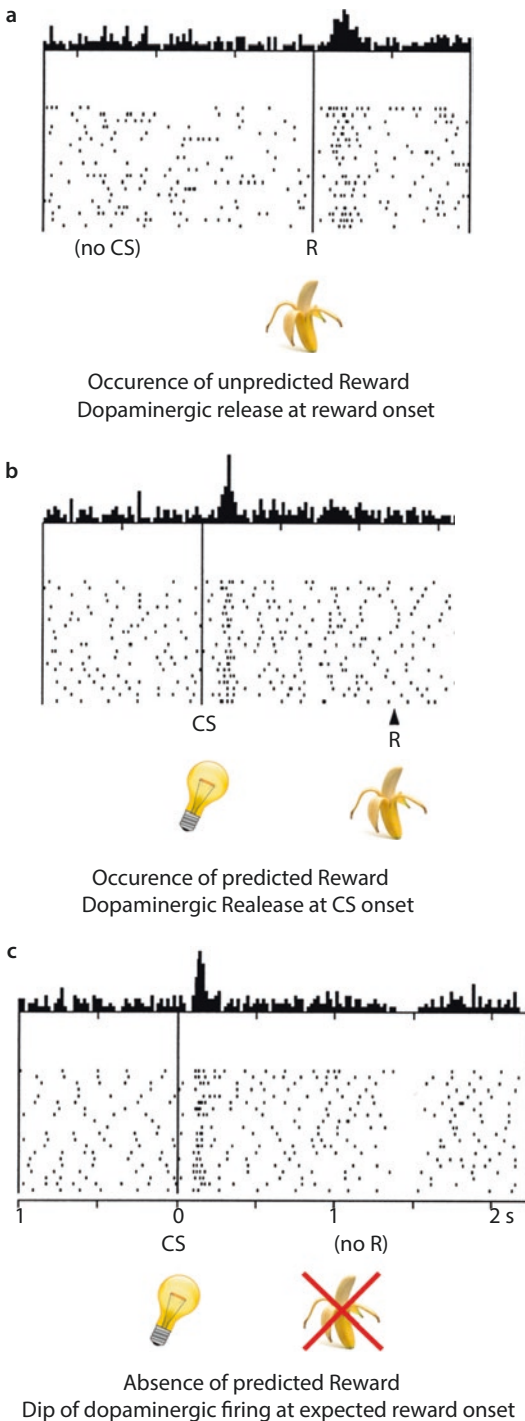 a
(no CS) R
Occurence of unpredicted Reward
Dopaminergic release at reward onset
b
CS
R
Occurence of predicted Reward
Dopaminergic Realease at CS onset
c
1 0 1 2 s
CS (no R)
Absence of predicted Reward
Dip of dopaminergic firing at expected reward onset